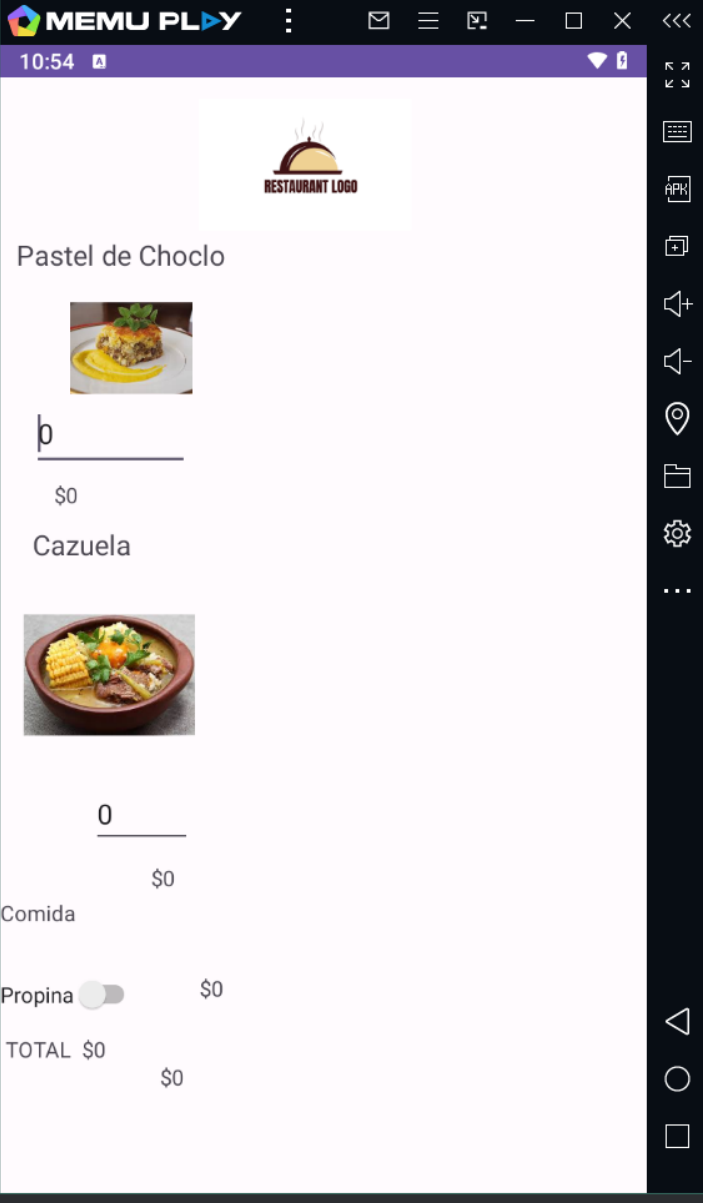 MEMU PLAY
10:54 A
RESTAURANT LOGO
Pastel de Choclo
0
$0
Cazuela
0
$0
Comida
Propina $0
TOTAL $0
$0
APK